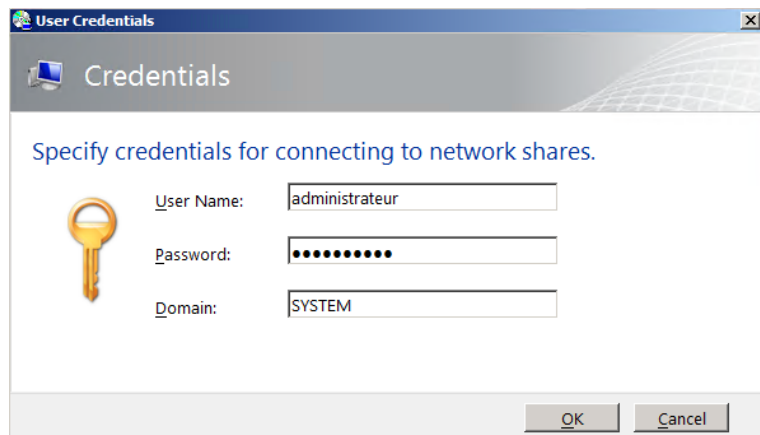 User Credentials
Credentials
Specify credentials for connecting to network shares.
User Name: administrateur
Password: ●●●●●●●●●●
Domain: SYSTEM
OK Cancel